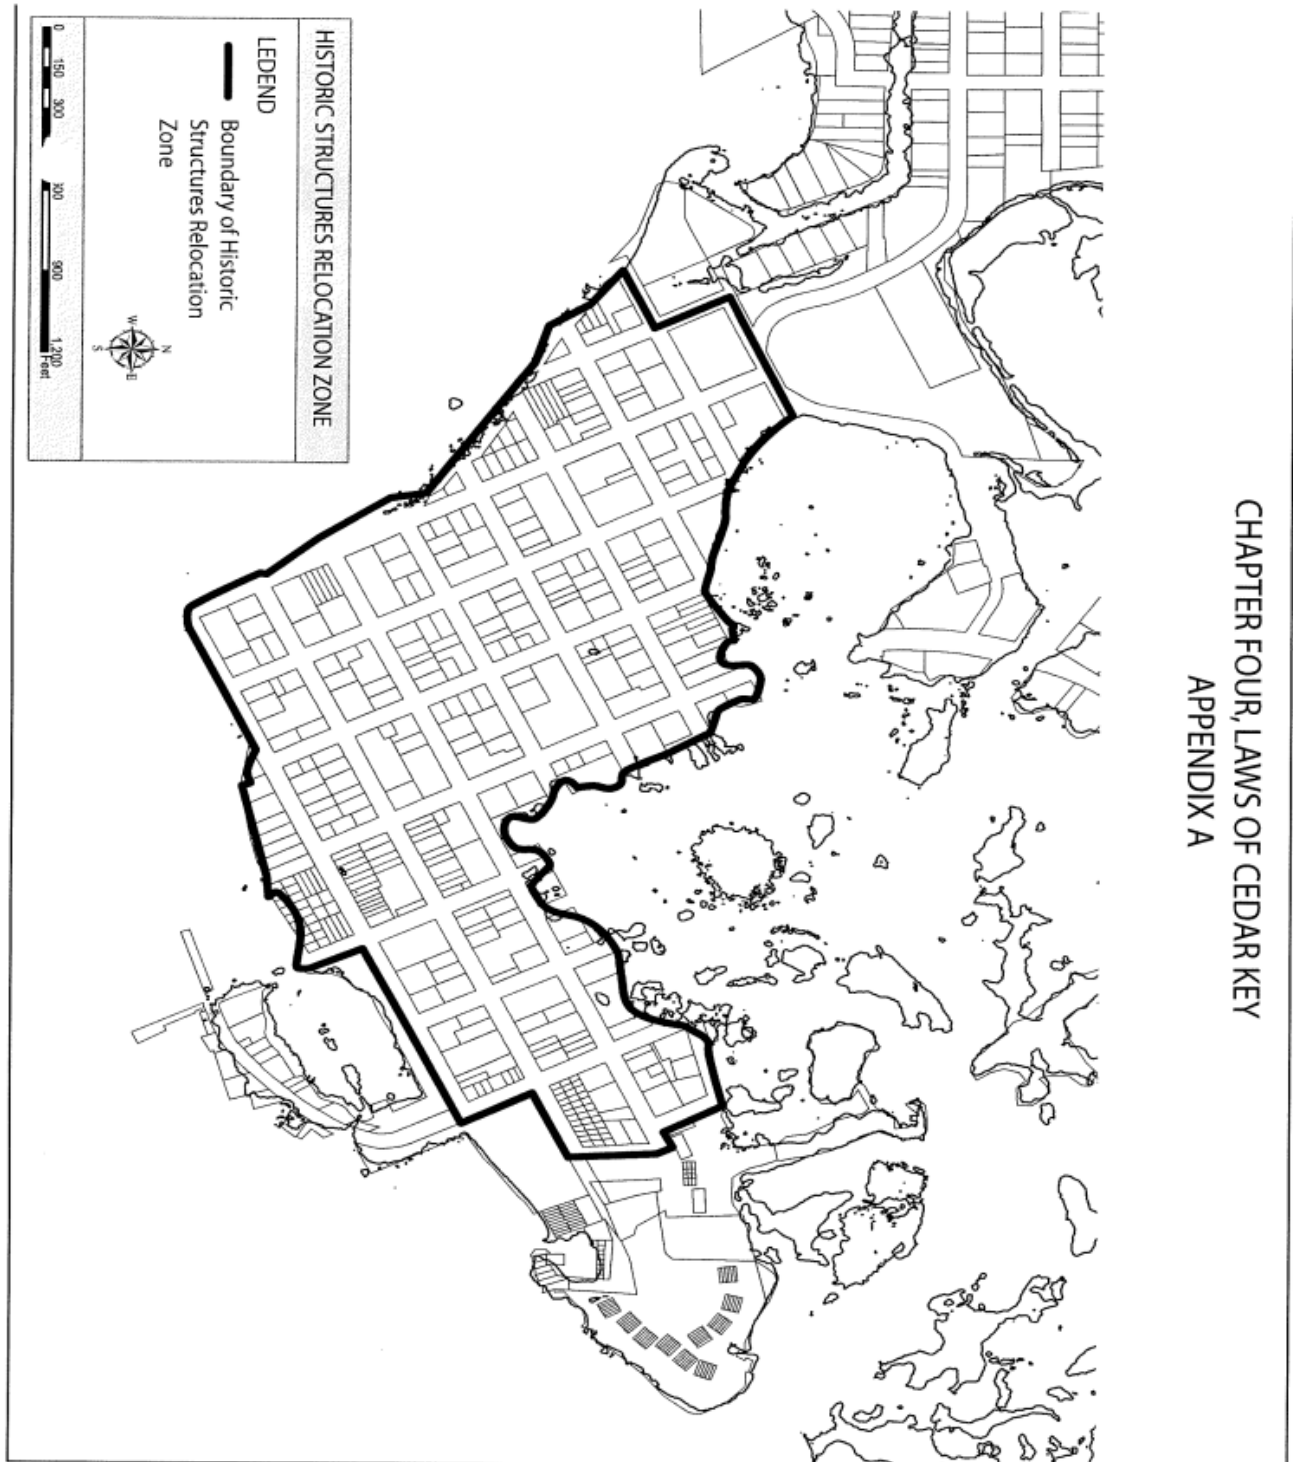 CHAPTER FOUR, LAWS OF CEDAR KEY
APPENDIX A
HISTORIC STRUCTURES RELOCATION ZONE
LEDEND
Boundary of Historic
Structures Relocation
Zone
N
W
E
S
0 150 300 900 1,200
Feet